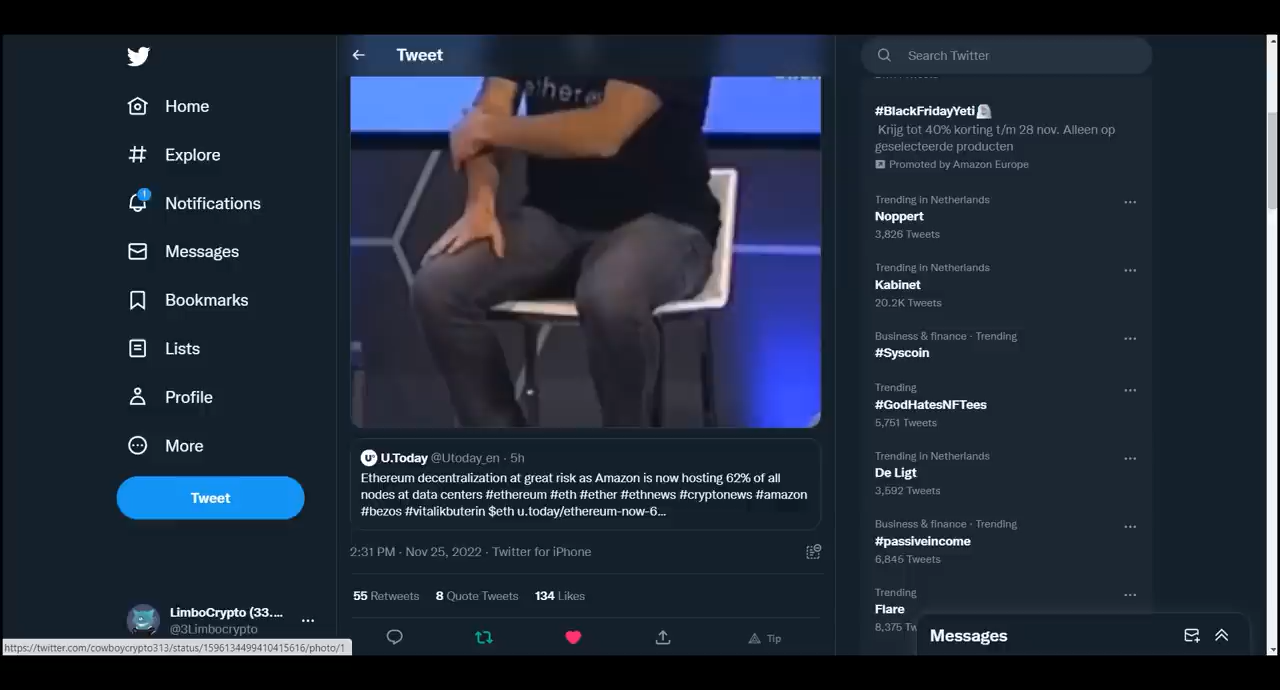 Tweet
Search Twitter
Home
Explore
1
Notifications
Messages
Bookmarks
Lists
Profile
More
Tweet
LimboCrypto (33....
@3Limbocrypto
https://twitter.com/cowboycrypto313/status/1596134499410415616/photo/1
U.Today @Utoday_en · 5h
Ethereum decentralization at great risk as Amazon is now hosting 62% of all
nodes at data centers #ethereum #eth #ether #ethnews #cryptonews #amazon
#bezos #vitalikbuterin $eth u.today/ethereum-now-6...
2:31 PM · Nov 25, 2022 · Twitter for iPhone
55 Retweets 8 Quote Tweets 134 Likes
Tip
#BlackFridayYeti
Krijg tot 40% korting t/m 28 nov. Alleen op
geselecteerde producten
Promoted by Amazon Europe
Trending in Netherlands
Noppert
3,826 Tweets
Trending in Netherlands
Kabinet
20.2K Tweets
Business & finance · Trending
#Syscoin
Trending
#GodHatesNFTees
5,751 Tweets
Trending in Netherlands
De Ligt
3,592 Tweets
Business & finance · Trending
#passiveincome
6,845 Tweets
Trending
Flare
8,375 Tw
Messages